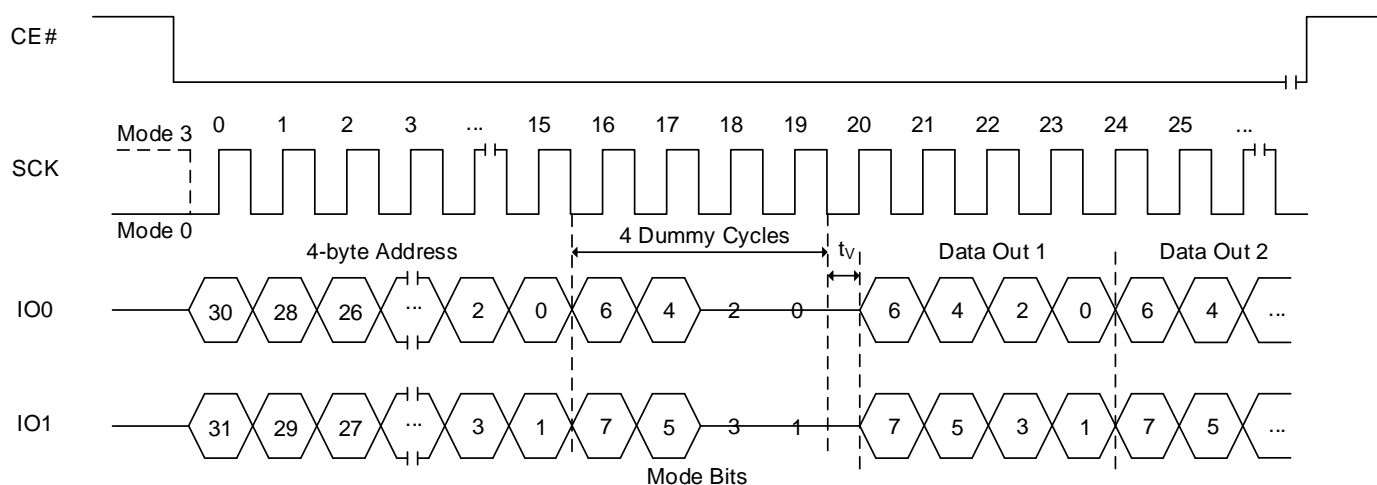 CE#
Mode 3 0 1 2 3 ... 15 16 17 18 19 20 21 22 23 24 25 ...
SCK
Mode 0
4-byte Address 4 Dummy Cycles tV Data Out 1 Data Out 2
IO0 30 28 26 ... 2 0 6 4 2 0 6 4 2 0 6 4 ...
IO1 31 29 27 ... 3 1 7 5 3 1 7 5 3 1 7 5 ...
Mode Bits